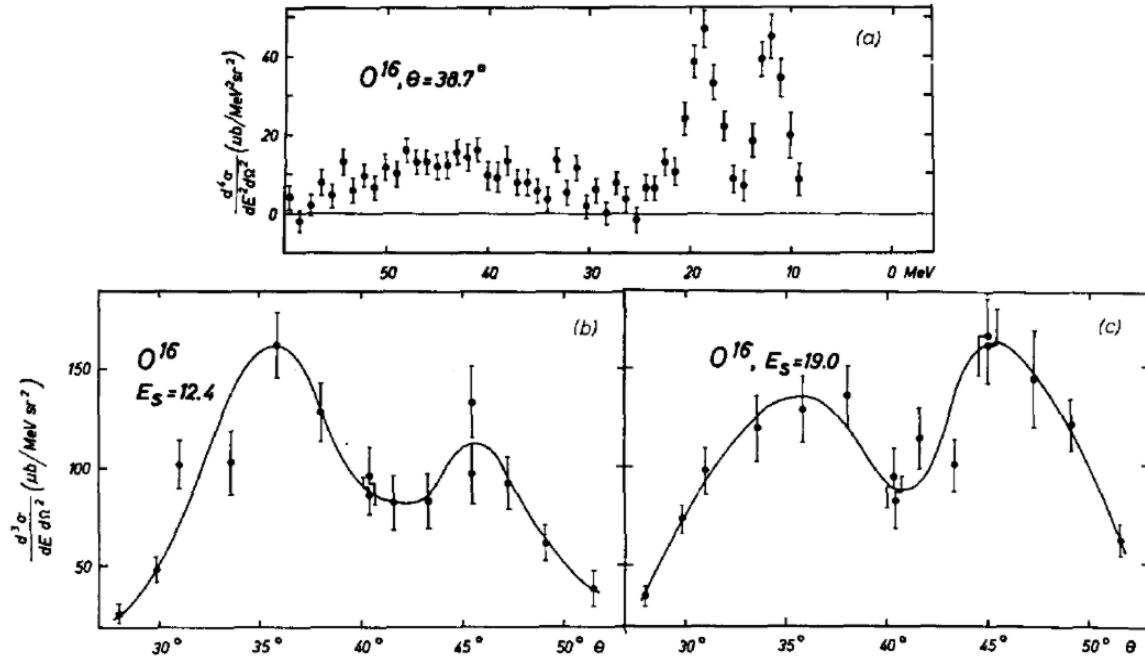 (a)
O¹⁶, θ = 38.7°
d⁴σ/dE²dΩ² (μb/MeV²sr²)
40
20
0
50 40 30 20 10 0 MeV
(b)
O¹⁶
E_S = 12.4
d³σ/dE dΩ² (μb/MeV sr²)
150
100
50
30° 35° 40° 45° 50° θ
(c)
O¹⁶, E_S = 19.0
30° 35° 40° 45° 50° θ